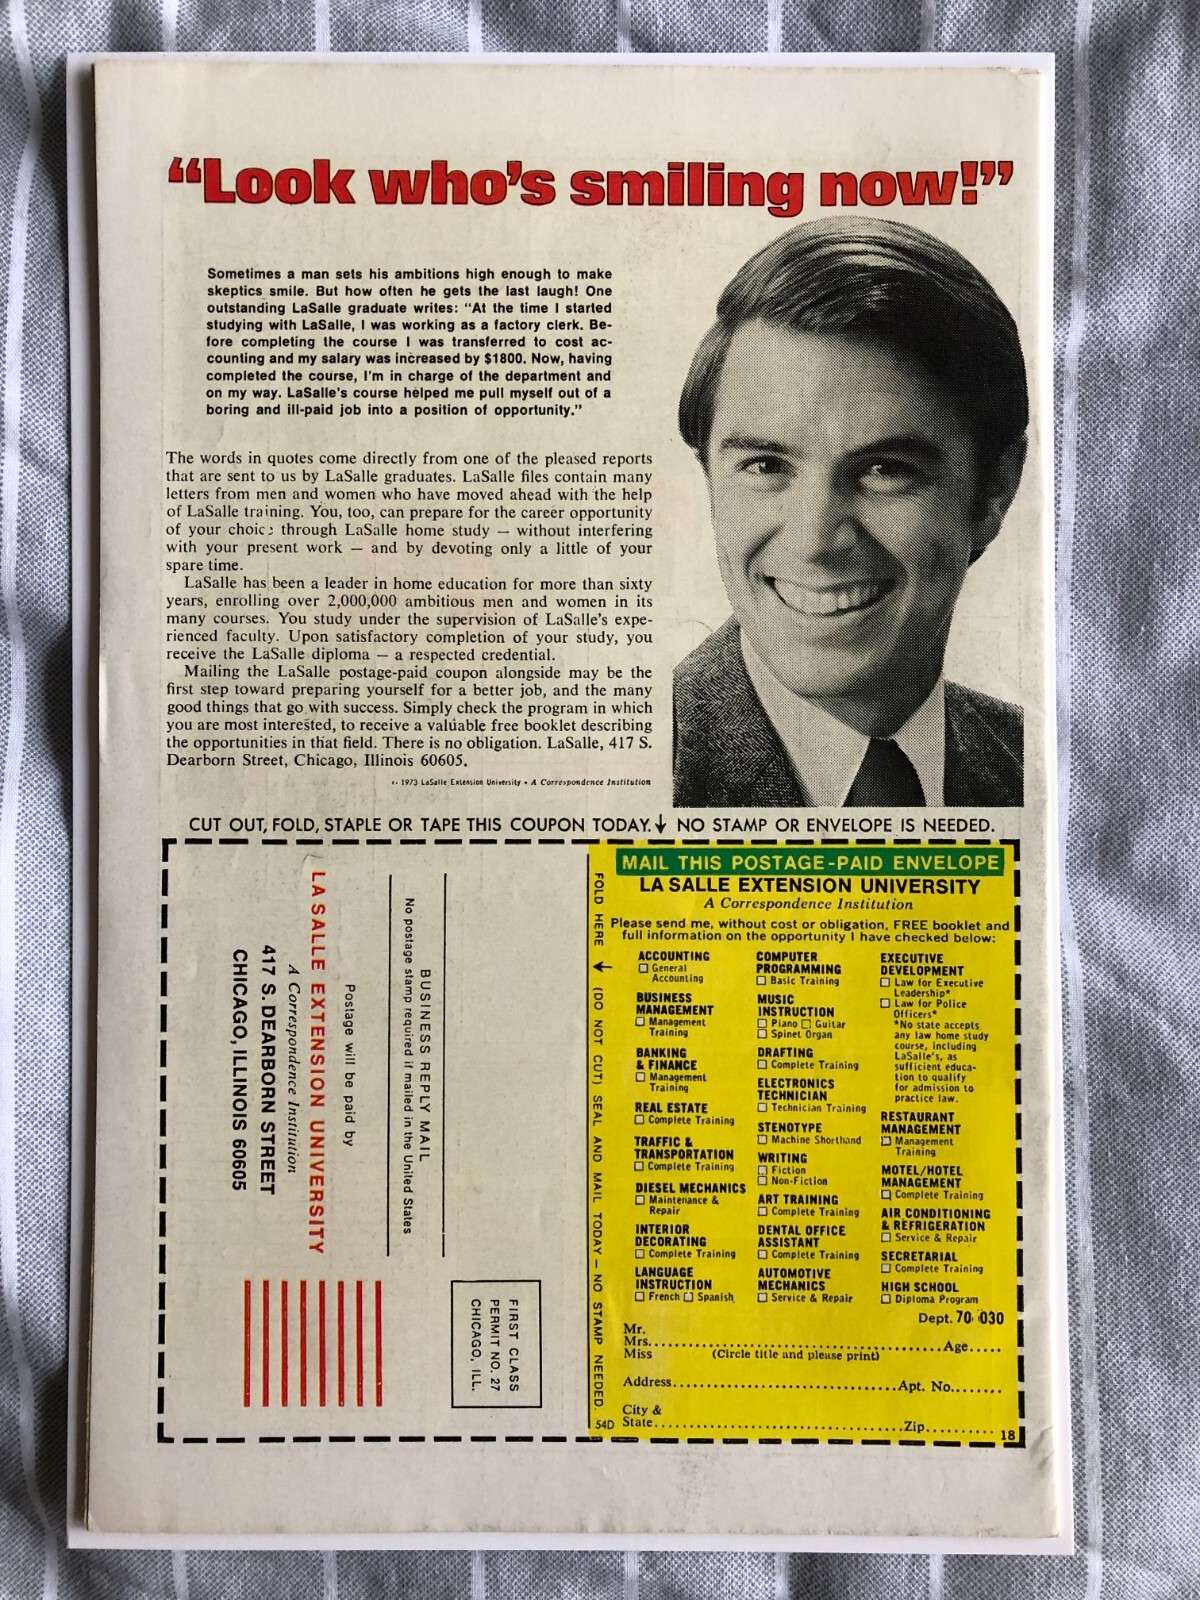 “Look who's smiling now!”
Sometimes a man sets his ambitions high enough to make
skeptics smile. But how often he gets the last laugh! One
outstanding LaSalle graduate writes: “At the time I started
studying with LaSalle, I was working as a factory clerk. Be-
fore completing the course I was transferred to cost ac-
counting and my salary was increased by $1800. Now, having
completed the course, I'm in charge of the department and
on my way. LaSalle's course helped me pull myself out of a
boring and ill-paid job into a position of opportunity.”
The words in quotes come directly from one of the pleased reports
that are sent to us by LaSalle graduates. LaSalle files contain many
letters from men and women who have moved ahead with the help
of LaSalle training. You, too, can prepare for the career opportunity
of your choice through LaSalle home study — without interfering
with your present work — and by devoting only a little of your
spare time.
LaSalle has been a leader in home education for more than sixty
years, enrolling over 2,000,000 ambitious men and women in its
many courses. You study under the supervision of LaSalle's expe-
rienced faculty. Upon satisfactory completion of your study, you
receive the LaSalle diploma — a respected credential.
Mailing the LaSalle postage-paid coupon alongside may be the
first step toward preparing yourself for a better job, and the many
good things that go with success. Simply check the program in which
you are most interested, to receive a valuable free booklet describing
the opportunities in that field. There is no obligation. LaSalle, 417 S.
Dearborn Street, Chicago, Illinois 60605.
1973 LaSalle Extension University • A Correspondence Institution
CUT OUT, FOLD, STAPLE OR TAPE THIS COUPON TODAY. ↓ NO STAMP OR ENVELOPE IS NEEDED.
BUSINESS REPLY MAIL
No postage stamp required if mailed in the United States
Postage will be paid by
LA SALLE EXTENSION UNIVERSITY
A Correspondence Institution
417 S. DEARBORN STREET
CHICAGO, ILLINOIS 60605
FIRST CLASS
PERMIT NO. 27
CHICAGO, ILL.
FOLD HERE ← (DO NOT CUT) SEAL AND MAIL TODAY — NO STAMP NEEDED.
54D
MAIL THIS POSTAGE-PAID ENVELOPE
LA SALLE EXTENSION UNIVERSITY
A Correspondence Institution
Please send me, without cost or obligation, FREE booklet and
full information on the opportunity I have checked below:
ACCOUNTING
☐ General
Accounting
BUSINESS
MANAGEMENT
☐ Management
Training
BANKING
& FINANCE
☐ Management
Training
REAL ESTATE
☐ Complete Training
TRAFFIC &
TRANSPORTATION
☐ Complete Training
DIESEL MECHANICS
☐ Maintenance &
Repair
INTERIOR
DECORATING
☐ Complete Training
LANGUAGE
INSTRUCTION
☐ French ☐ Spanish
COMPUTER
PROGRAMMING
☐ Basic Training
MUSIC
INSTRUCTION
☐ Piano ☐ Guitar
☐ Spinet Organ
DRAFTING
☐ Complete Training
ELECTRONICS
TECHNICIAN
☐ Technician Training
STENOTYPE
☐ Machine Shorthand
WRITING
☐ Fiction
☐ Non-Fiction
ART TRAINING
☐ Complete Training
DENTAL OFFICE
ASSISTANT
☐ Complete Training
AUTOMOTIVE
MECHANICS
☐ Service & Repair
EXECUTIVE
DEVELOPMENT
☐ Law for Executive
Leadership*
☐ Law for Police
Officers*
*No state accepts
any law home study
course, including
LaSalle's, as
sufficient educa-
tion to qualify
for admission to
practice law.
RESTAURANT
MANAGEMENT
☐ Management
Training
MOTEL/HOTEL
MANAGEMENT
☐ Complete Training
AIR CONDITIONING
& REFRIGERATION
☐ Service & Repair
SECRETARIAL
☐ Complete Training
HIGH SCHOOL
☐ Diploma Program
Dept. 70-030
Mr.
Mrs. Age
Miss (Circle title and please print)
Address Apt. No.
City &
State Zip
18